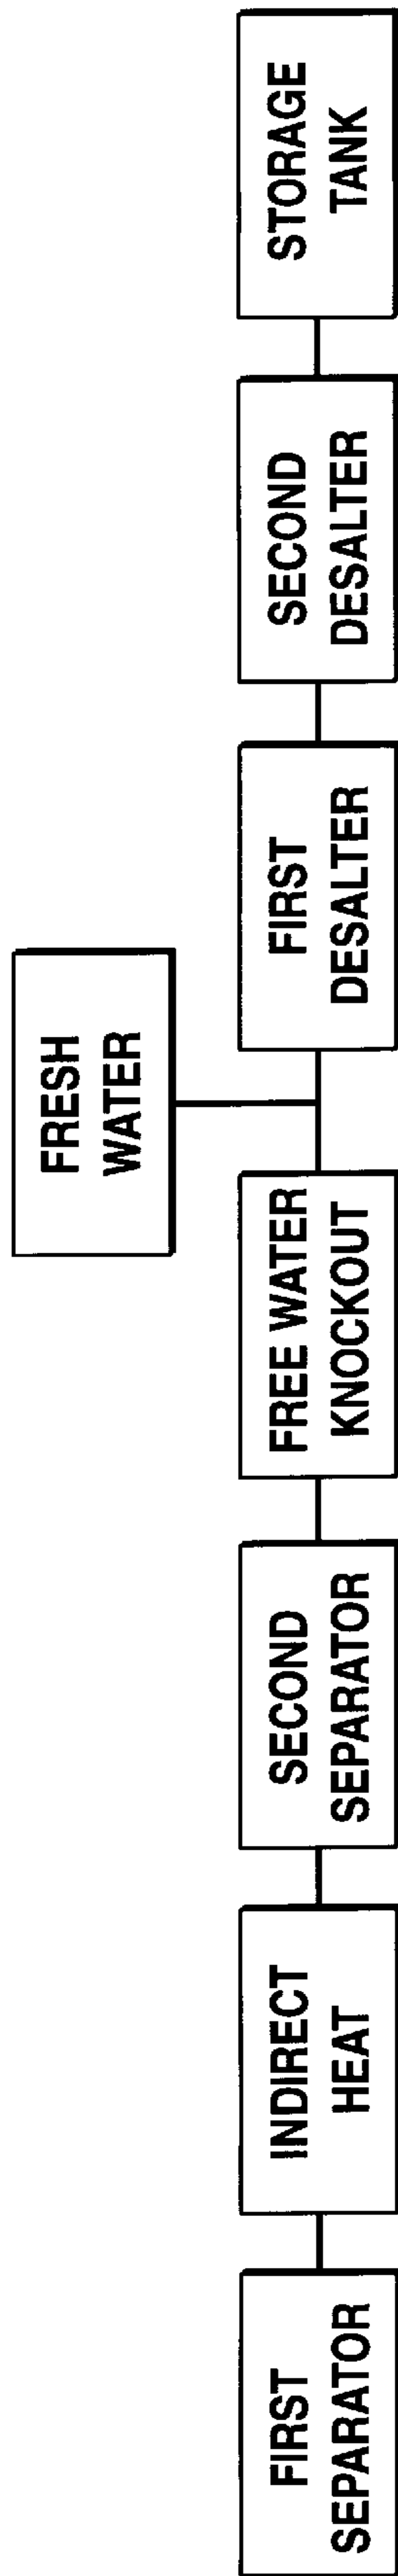 FRESH
WATER
FIRST
SEPARATOR
INDIRECT
HEAT
SECOND
SEPARATOR
FREE WATER
KNOCKOUT
FIRST
DESALTER
SECOND
DESALTER
STORAGE
TANK